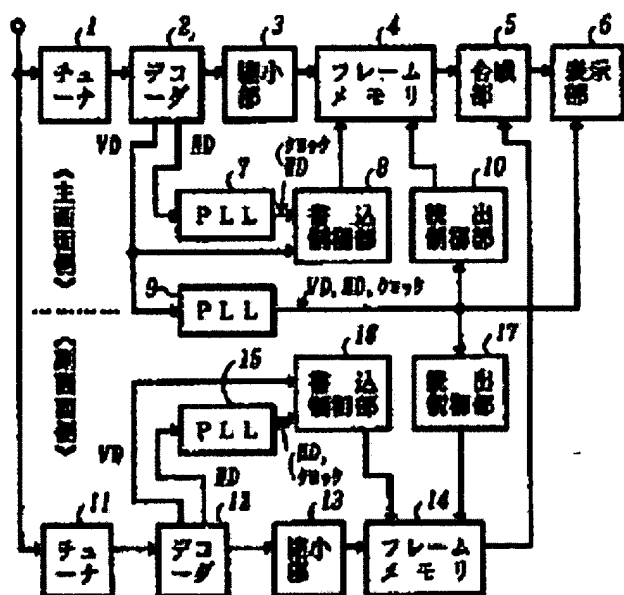 1
2
3
4
5
6
チュ
ーナ
デコ
ーダ
縮小
部
フレーム
メモリ
合成
部
表示
部
VD
HD
7
クロック
HD
8
10
PLL
書込
制御部
読出
制御部
《主画面用》
9
PLL
VD, HD, クロック
《副画面用》
15
16
17
PLL
書込
制御部
読出
制御部
VD
HD
HD,
クロック
11
12
13
14
チュ
ーナ
デコ
ーダ
縮小
部
フレーム
メモリ